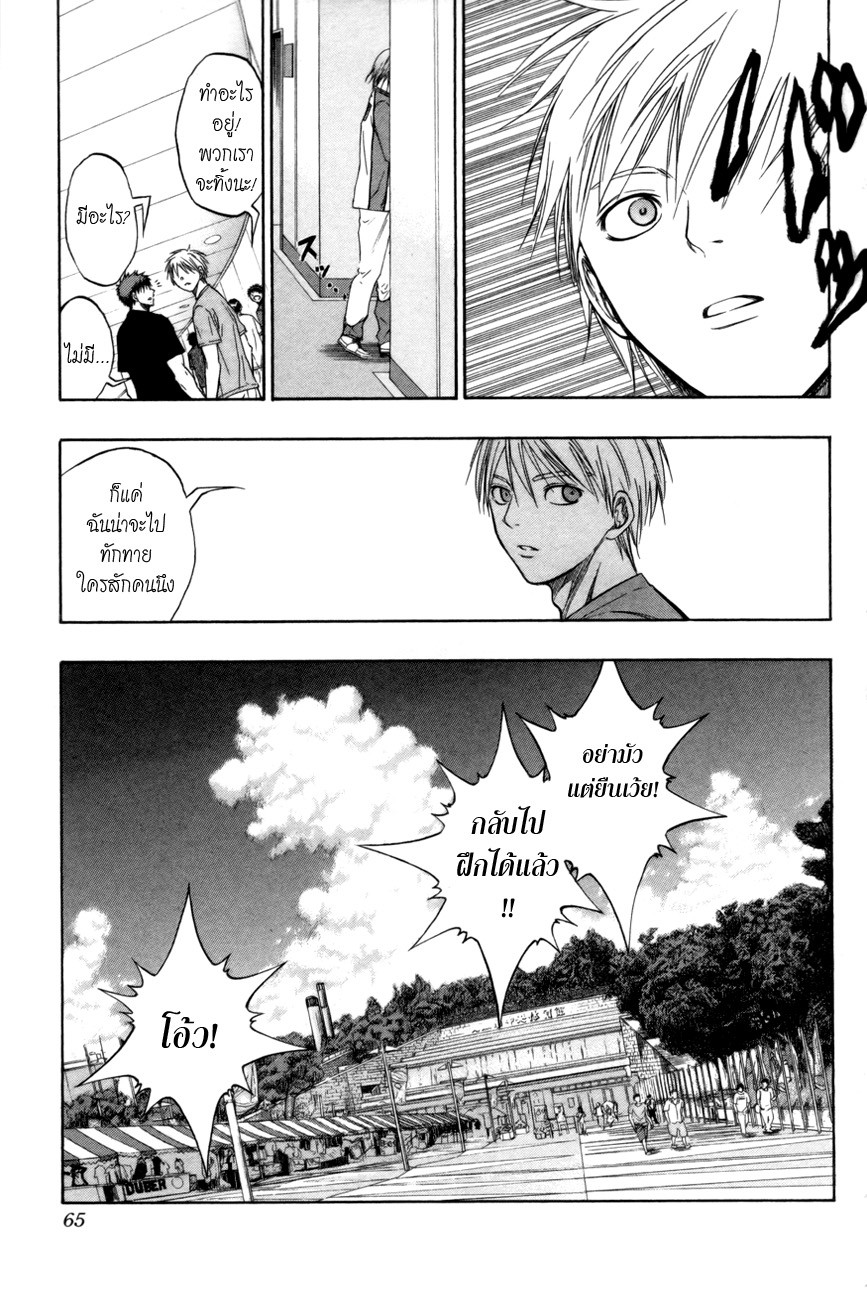 スッ
ทำอะไร
อยู่!
พวกเรา
จะทิ้งนะ!
มีอะไร?
ไม่มี...
ก็แค่
ฉันน่าจะไป
ทักทาย
ใครสักคนนึง
อย่ามัว
แต่ยืนเว้ย!
กลับไป
ฝึกได้แล้ว
!!
โอ้ว!
DUBER
65